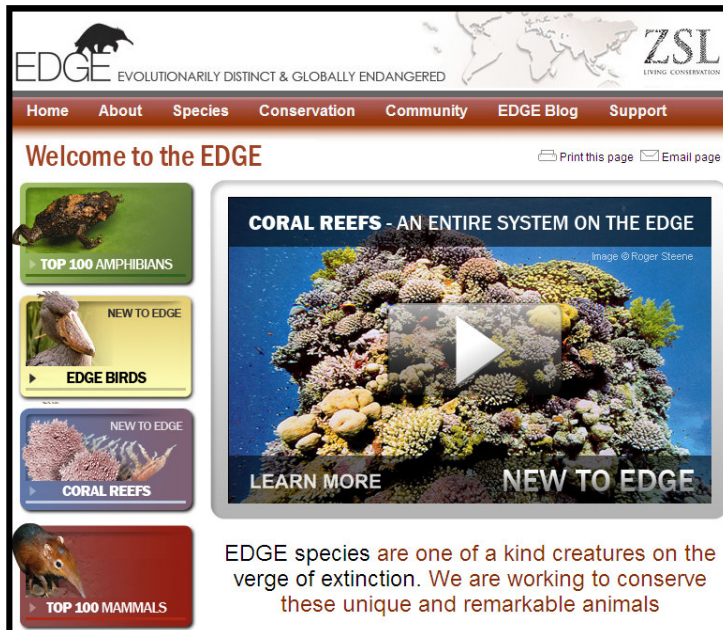 EDGE EVOLUTIONARILY DISTINCT & GLOBALLY ENDANGERED
ZSL
LIVING CONSERVATION
Home About Species Conservation Community EDGE Blog Support
Welcome to the EDGE
Print this page Email page
TOP 100 AMPHIBIANS
NEW TO EDGE
EDGE BIRDS
NEW TO EDGE
CORAL REEFS
TOP 100 MAMMALS
CORAL REEFS - AN ENTIRE SYSTEM ON THE EDGE
Image © Roger Steene
LEARN MORE NEW TO EDGE
EDGE species are one of a kind creatures on the
verge of extinction. We are working to conserve
these unique and remarkable animals